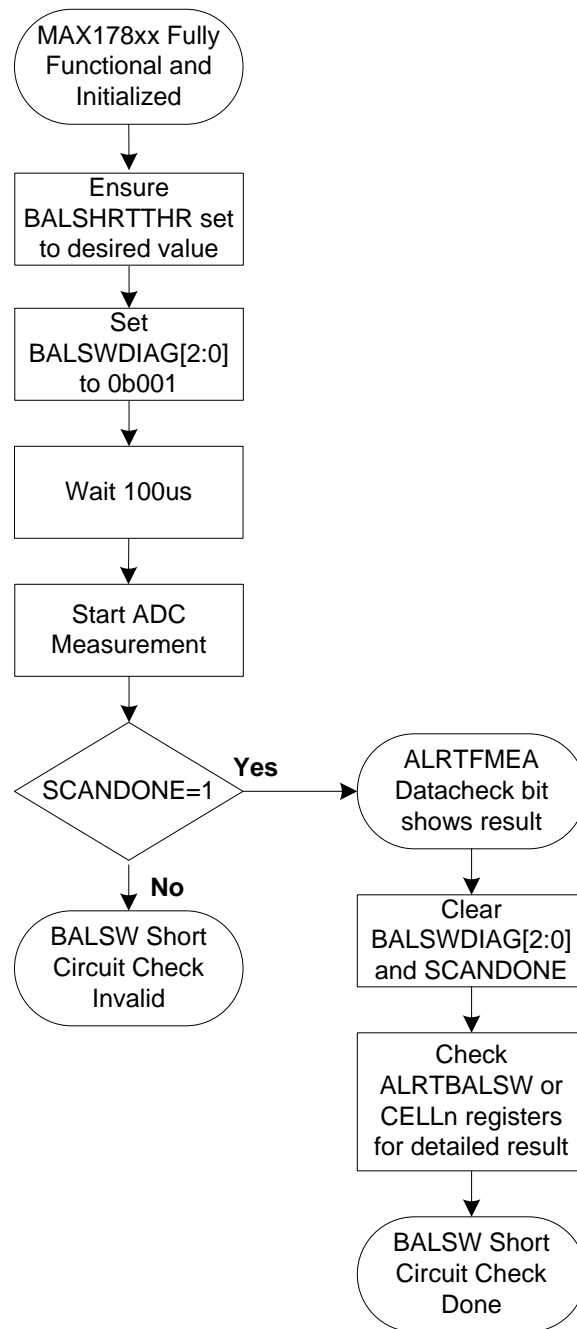 MAX178xx Fully
Functional and
Initialized
Ensure
BALSHRTTHR set
to desired value
Set
BALSWDIAG[2:0]
to 0b001
Wait 100us
Start ADC
Measurement
SCANDONE=1
Yes
No
BALSW Short
Circuit Check
Invalid
ALRTFMEA
Datacheck bit
shows result
Clear
BALSWDIAG[2:0]
and SCANDONE
Check
ALRTBALSW or
CELLn registers
for detailed result
BALSW Short
Circuit Check
Done